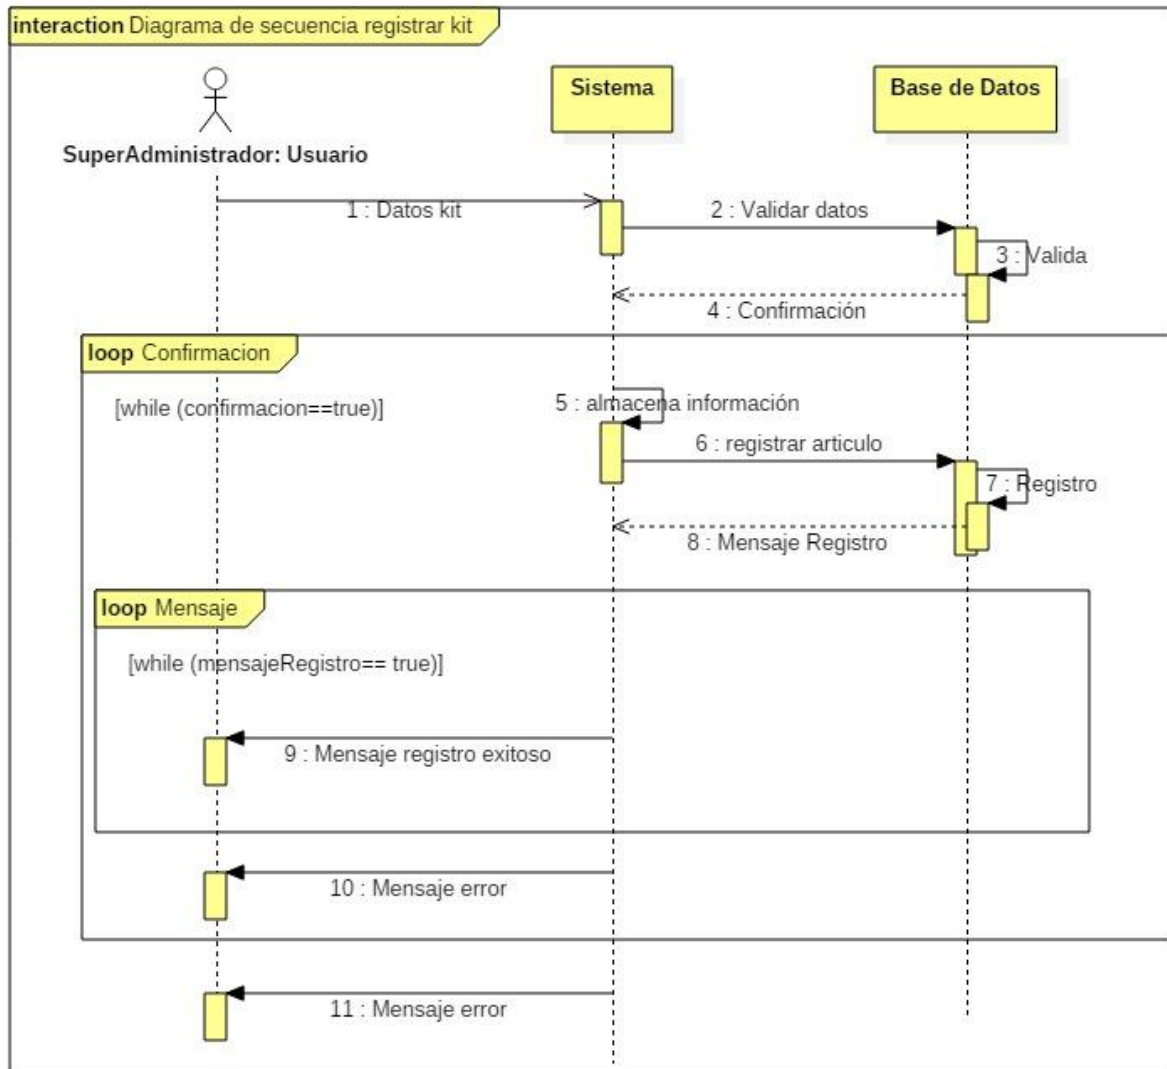 interaction Diagrama de secuencia registrar kit
Sistema
Base de Datos
SuperAdministrador: Usuario
1 : Datos kit
2 : Validar datos
3 : Valida
4 : Confirmación
loop Confirmacion
[while (confirmacion==true)]
5 : almacena información
6 : registrar articulo
7 : Registro
8 : Mensaje Registro
loop Mensaje
[while (mensajeRegistro== true)]
9 : Mensaje registro exitoso
10 : Mensaje error
11 : Mensaje error